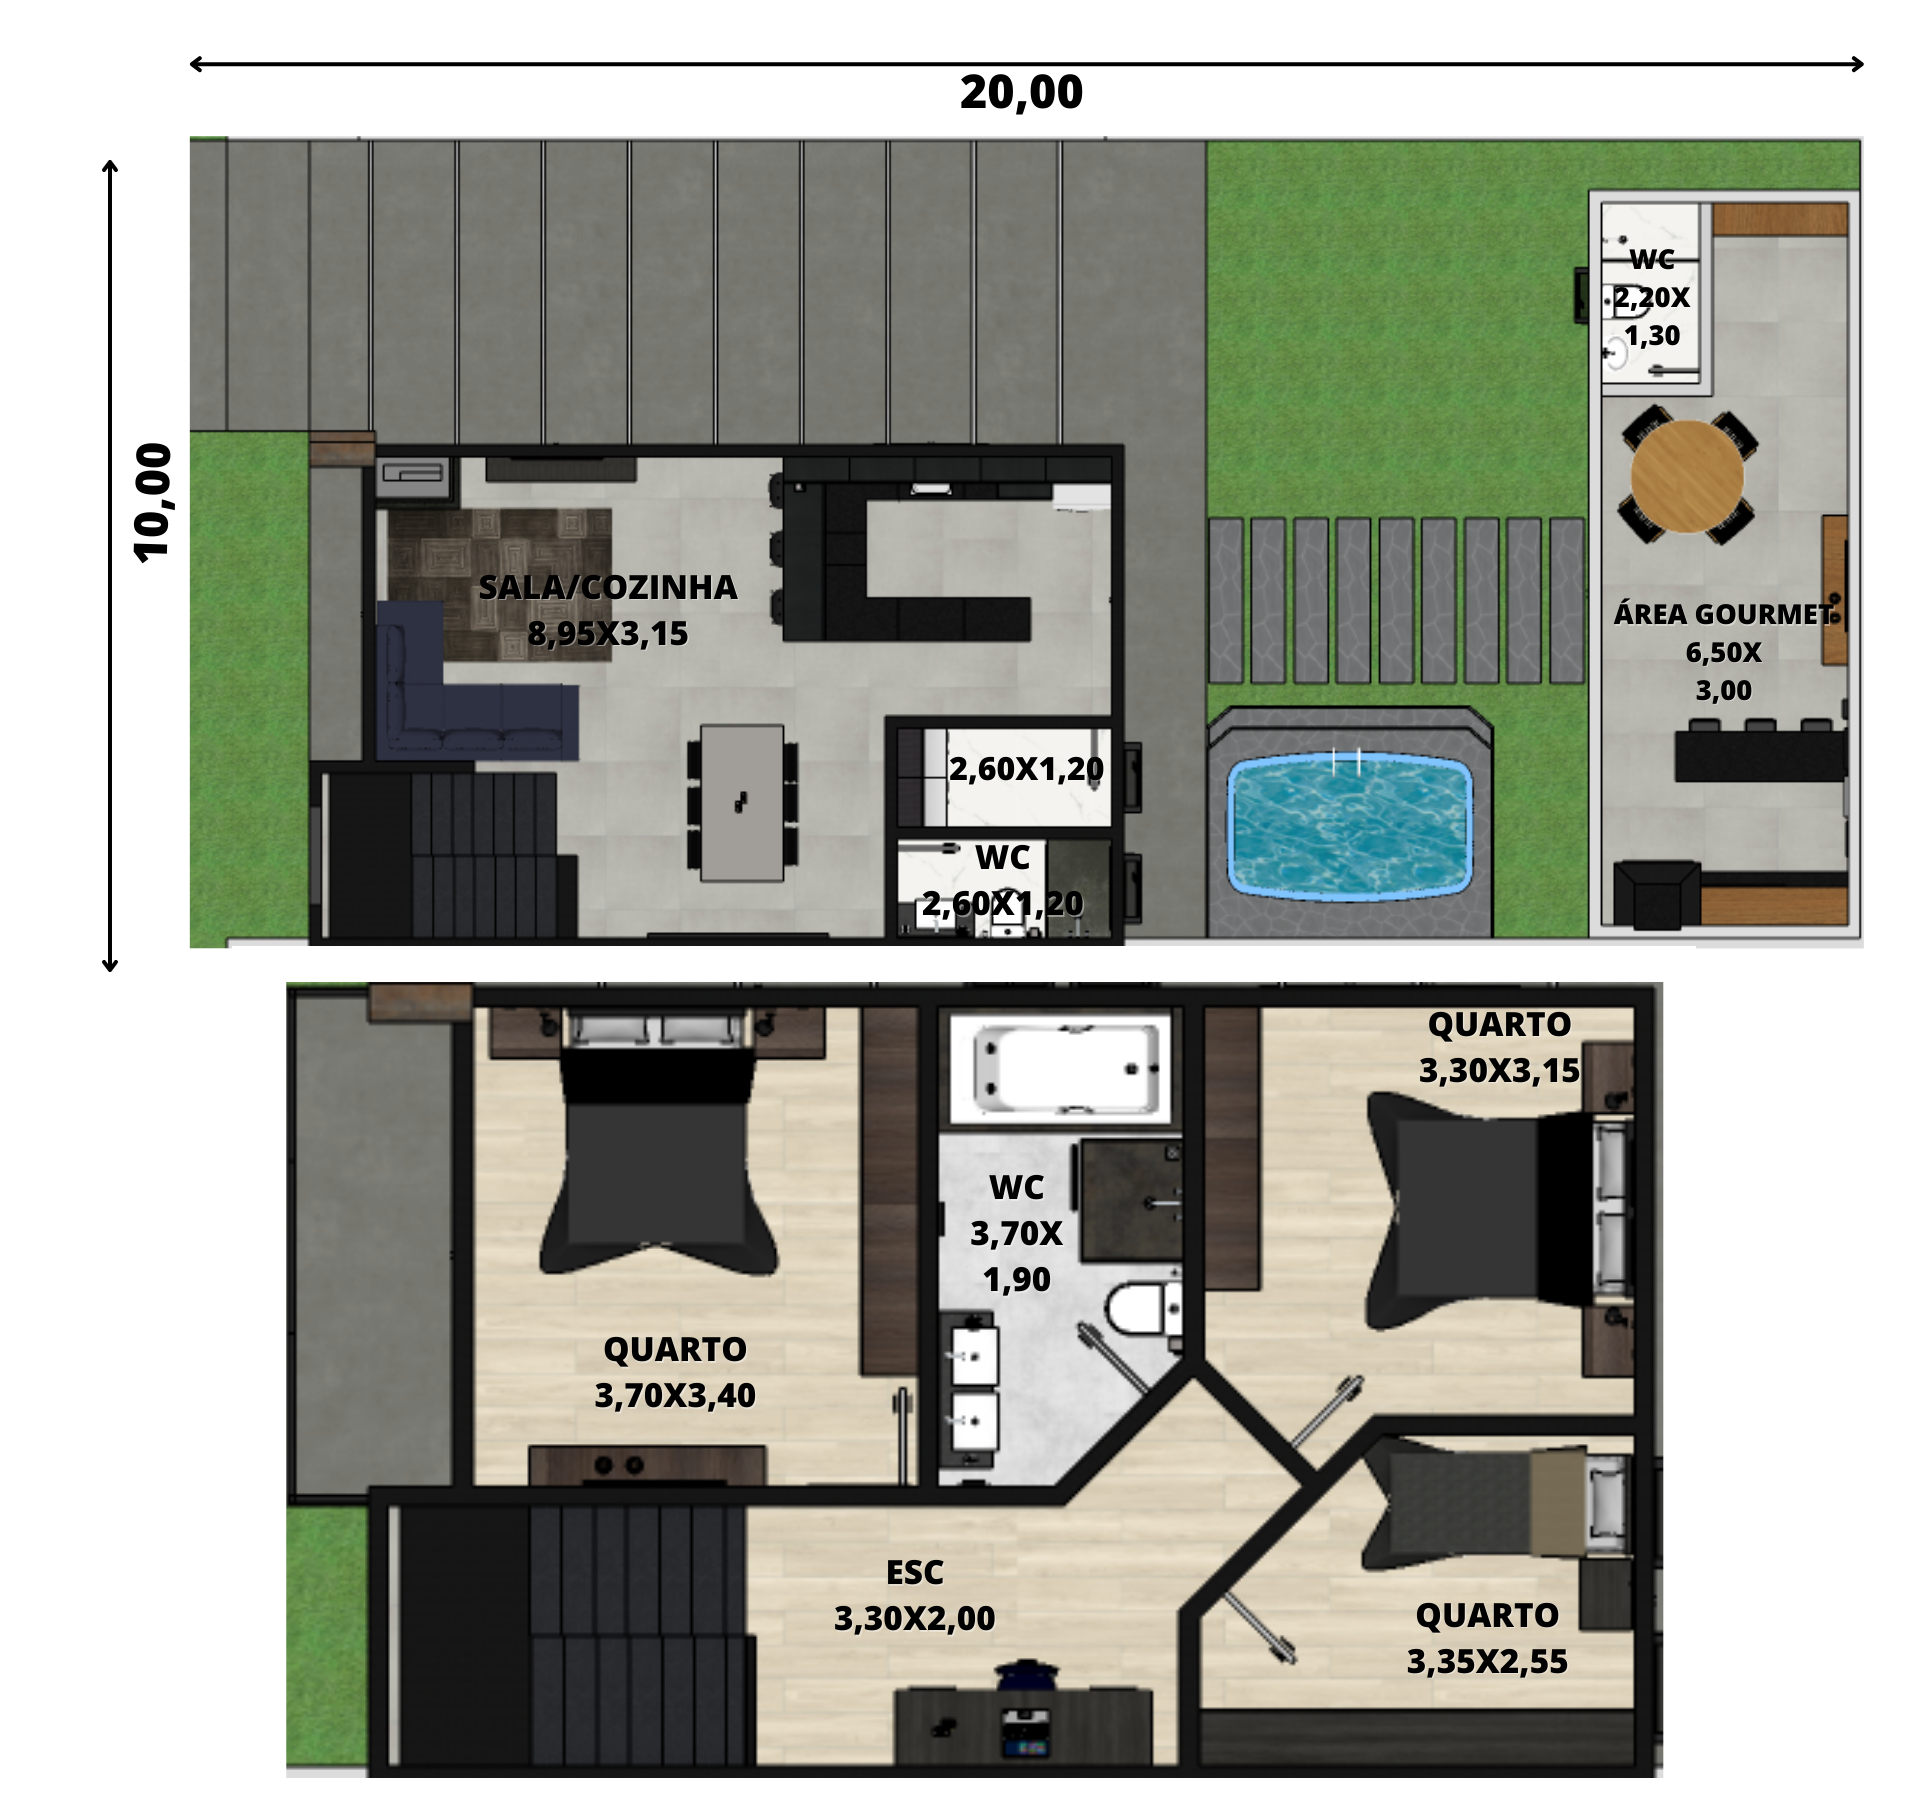 20,00
10,00
WC
2,20X
1,30
SALA/COZINHA
8,95X3,15
ÁREA GOURMET
6,50X
3,00
2,60X1,20
WC
2,60X1,20
QUARTO
3,30X3,15
WC
3,70X
1,90
QUARTO
3,70X3,40
ESC
3,30X2,00
QUARTO
3,35X2,55